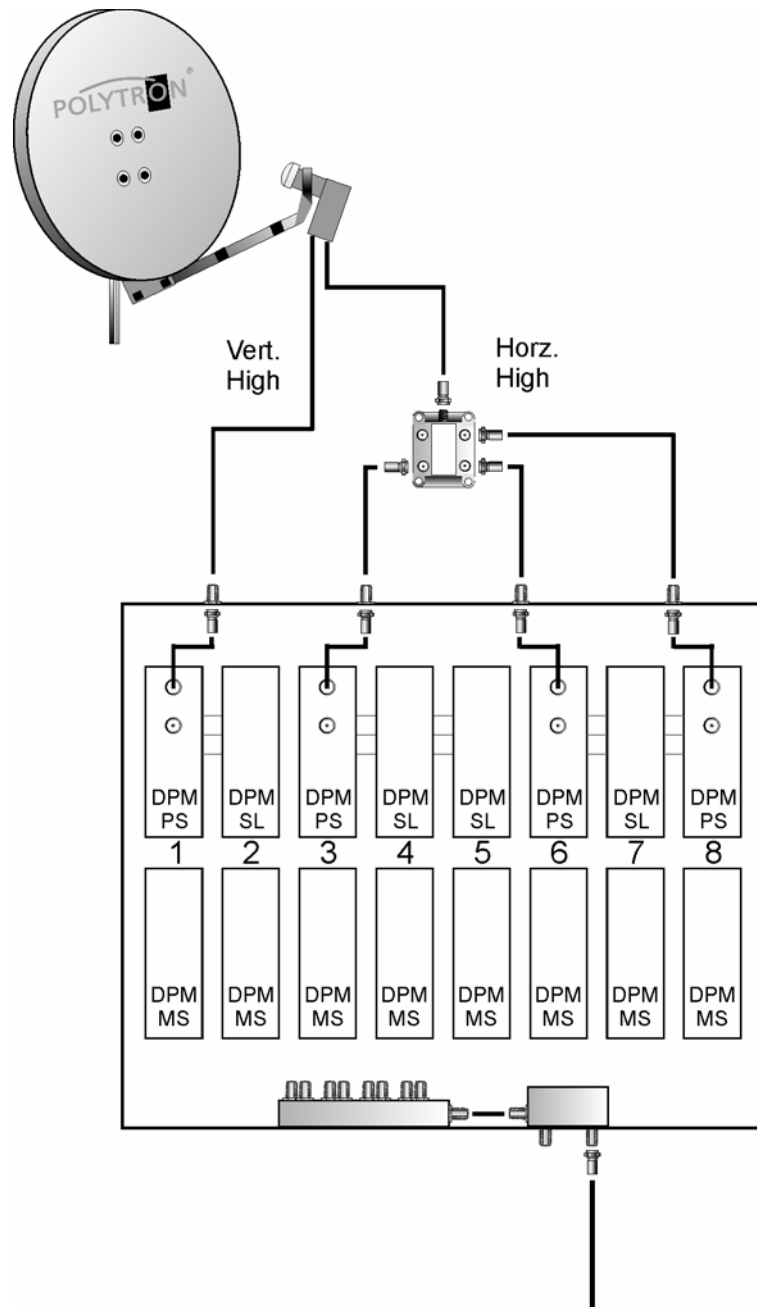 POLYTRON®
Vert.
High
Horz.
High
DPM
PS
DPM
SL
DPM
PS
DPM
SL
DPM
SL
DPM
PS
DPM
SL
DPM
PS
1 2 3 4 5 6 7 8
DPM
MS
DPM
MS
DPM
MS
DPM
MS
DPM
MS
DPM
MS
DPM
MS
DPM
MS